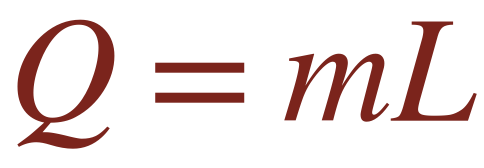 Q = mL